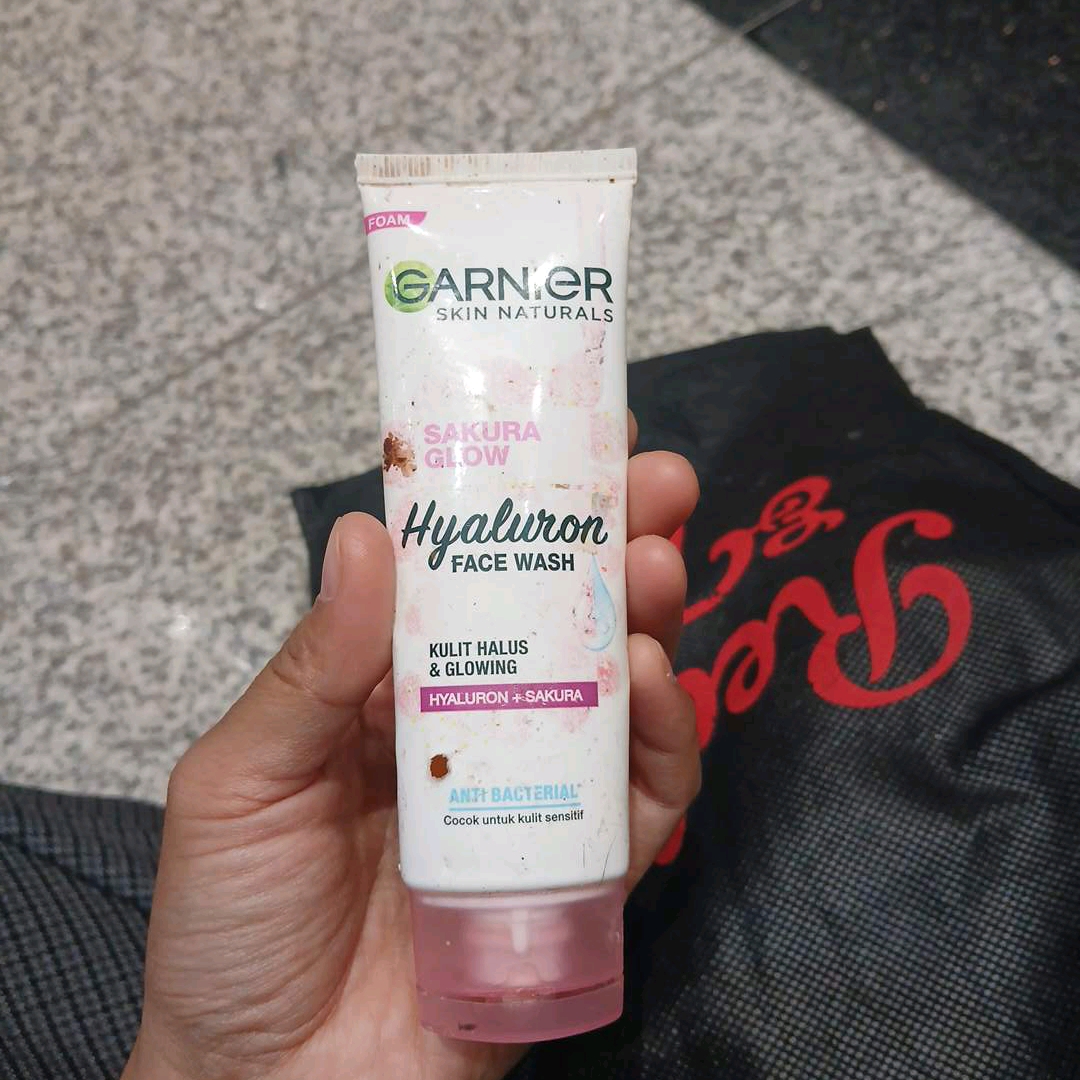 FOAM
GARNIER
SKIN NATURALS
SAKURA
GLOW
Hyaluron
FACE WASH
KULIT HALUS
& GLOWING
HYALURON + SAKURA
ANTI BACTERIAL*
Cocok untuk kulit sensitif